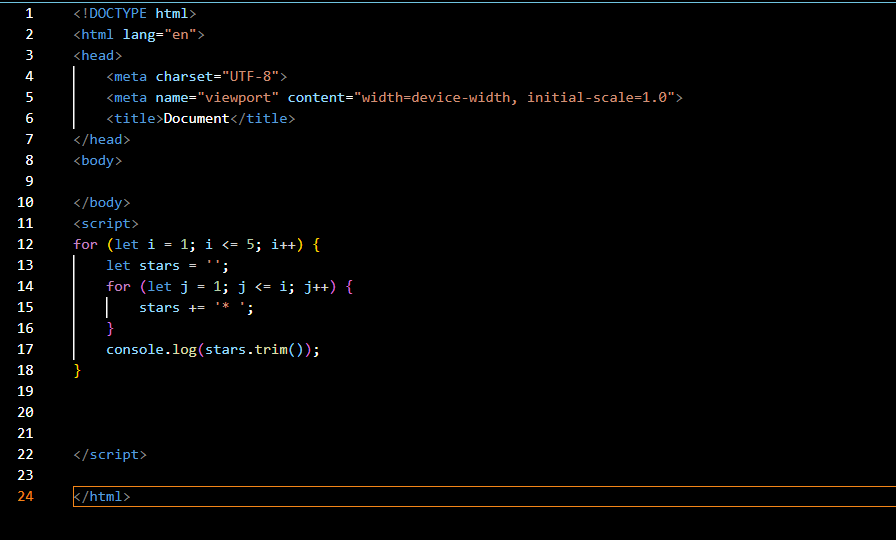 1 <!DOCTYPE html>
2 <html lang="en">
3 <head>
4     <meta charset="UTF-8">
5     <meta name="viewport" content="width=device-width, initial-scale=1.0">
6     <title>Document</title>
7 </head>
8 <body>
9
10 </body>
11 <script>
12 for (let i = 1; i <= 5; i++) {
13     let stars = '';
14     for (let j = 1; j <= i; j++) {
15         stars += '* ';
16     }
17     console.log(stars.trim());
18 }
19
20
21
22 </script>
23
24 </html>